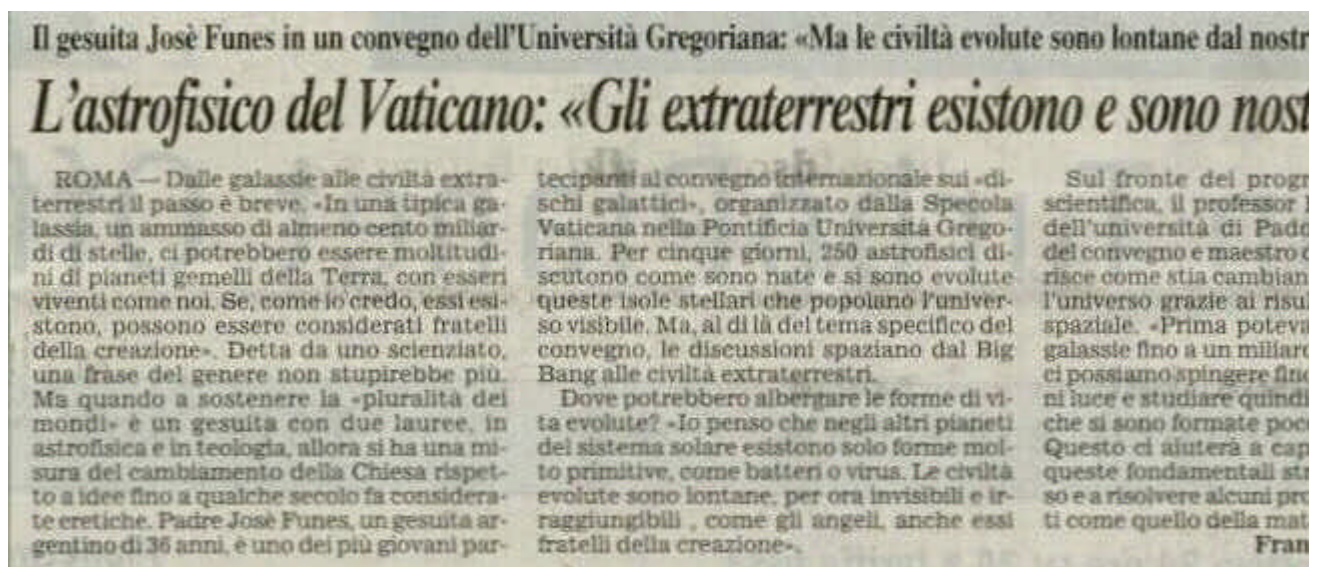 Il gesuita Josè Funes in un convegno dell'Università Gregoriana: «Ma le civiltà evolute sono lontane dal nostr
L'astrofisico del Vaticano: «Gli extraterrestri esistono e sono nost
ROMA — Dalle galassie alle civiltà extra-
terrestri il passo è breve. «In una tipica ga-
lassia, un ammasso di almeno cento miliar-
di di stelle, ci potrebbero essere moltitudi-
ni di pianeti gemelli della Terra, con esseri
viventi come noi. Se, come io credo, essi esi-
stono, possono essere considerati fratelli
della creazione». Detta da uno scienziato,
una frase del genere non stupirebbe più.
Ma quando a sostenere la «pluralità dei
mondi» è un gesuita con due lauree, in
astrofisica e in teologia, allora si ha una mi-
sura del cambiamento della Chiesa rispet-
to a idee fino a qualche secolo fa considera-
te eretiche. Padre Josè Funes, un gesuita ar-
gentino di 36 anni, è uno dei più giovani par-
tecipanti al convegno internazionale sui «di-
schi galattici», organizzato dalla Specola
Vaticana nella Pontificia Università Grego-
riana. Per cinque giorni, 250 astrofisici di-
scutono come sono nate e si sono evolute
queste isole stellari che popolano l'univer-
so visibile. Ma, al di là del tema specifico del
convegno, le discussioni spaziano dal Big
Bang alle civiltà extraterrestri.
Dove potrebbero albergare le forme di vi-
ta evolute? «Io penso che negli altri pianeti
del sistema solare esistono solo forme mol-
to primitive, come batteri o virus. Le civiltà
evolute sono lontane, per ora invisibili e ir-
raggiungibili , come gli angeli, anche essi
fratelli della creazione».
Sul fronte dei progr
scientifica, il professor
dell'università di Pado
del convegno e maestro d
risce come stia cambian
l'universo grazie ai risul
spaziale. «Prima poteva
galassie fino a un miliard
ci possiamo spingere fino
ni luce e studiare quindi
che si sono formate poc
Questo ci aiuterà a cap
queste fondamentali str
so e a risolvere alcuni pro
ti come quello della mat
Fran